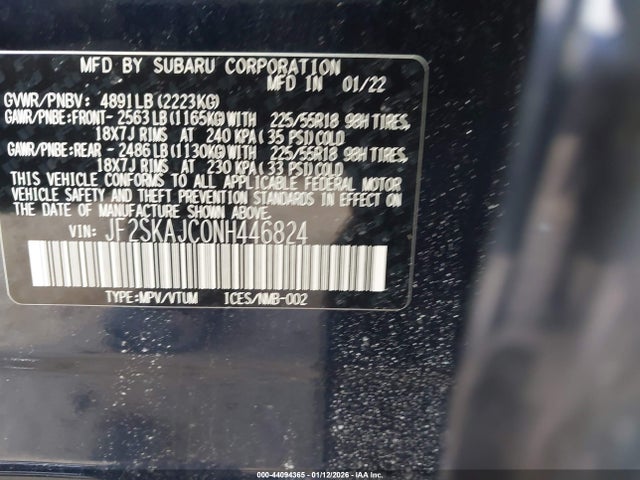 MFD BY SUBARU CORPORATION
MFD IN 01/22
GVWR/PNBV: 4891LB(2223KG)
GAWR/PNBE:FRONT- 2563LB(1165KG)WITH 225/55R18 98H TIRES,
18X7J RIMS AT 240 KPA(35 PSI)COLD
GAWR/PNBE:REAR - 2486LB(1130KG)WITH 225/55R18 98H TIRES,
18X7J RIMS AT 230 KPA(33 PSI)COLD
THIS VEHICLE CONFORMS TO ALL APPLICABLE FEDERAL MOTOR
VEHICLE SAFETY AND THEFT PREVENTION STANDARDS IN EFFECT ON
THE DATE OF MANUFACTURE SHOWN ABOVE.
VIN: JF2SKAJC0NH446824
TYPE:MPV/VTUM ICES/NMB-002
000-44094365 - 01/12/2026 - IAAI, Inc.